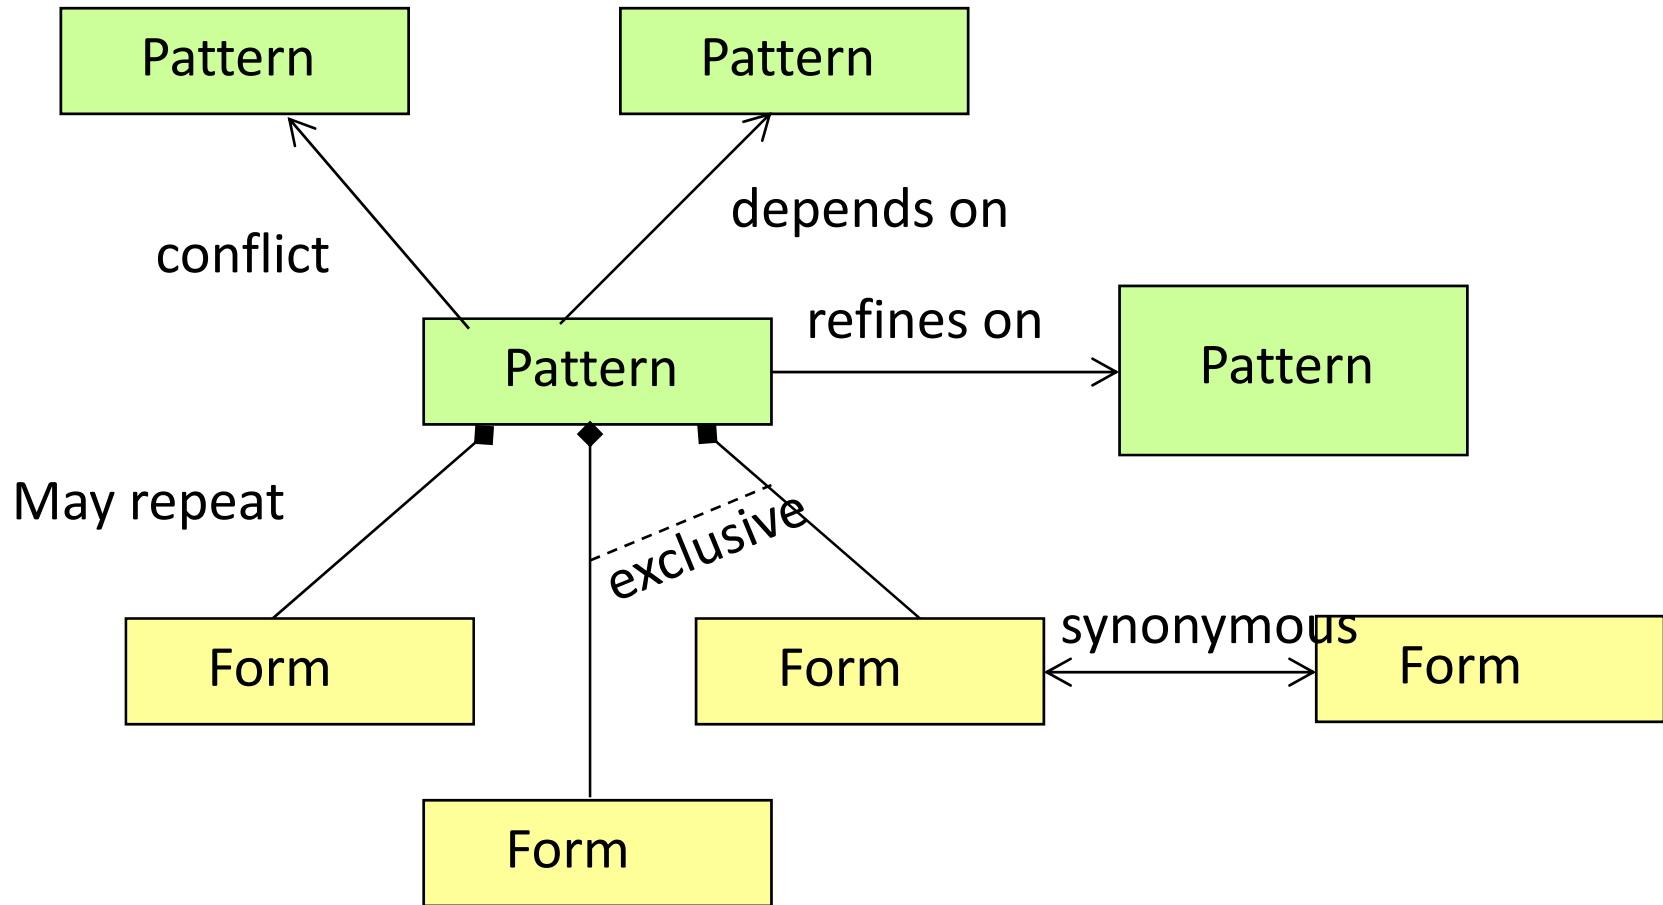 Pattern
Pattern
depends on
conflict
refines on
Pattern
Pattern
May repeat
exclusive
synonymous
Form
Form
Form
Form